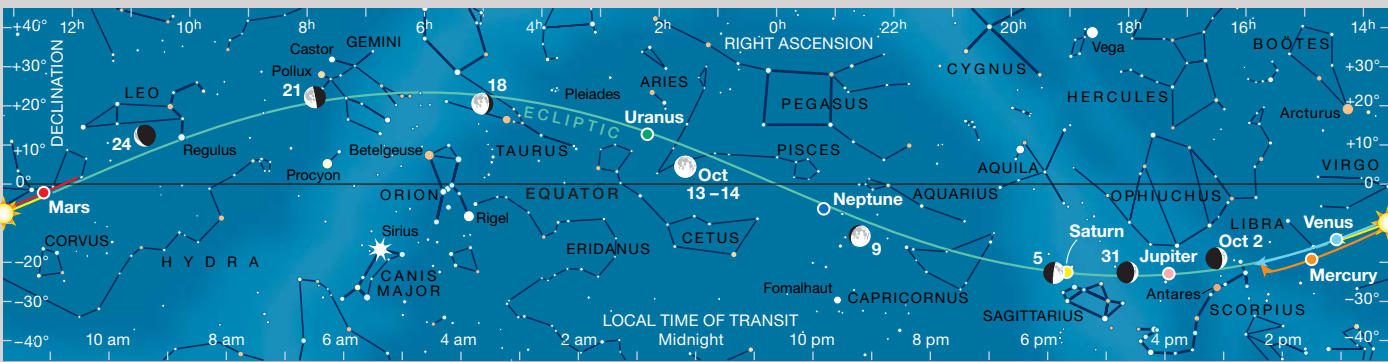 +40° 12h 10h 8h 6h 4h 2h 0h 22h 20h 18h 16h 14h +40°
RIGHT ASCENSION
DECLINATION
GEMINI
Castor
Pollux
21
18
Vega
BOÖTES
+30° +30°
CYGNUS
HERCULES
LEO
ARIES
Pleiades
PEGASUS
+20° +20°
Arcturus
ECLIPTIC
Uranus
24
Regulus
Betelgeuse
TAURUS
PISCES
+10° +10°
VIRGO
Procyon
AQUILA
Oct
13–14
0° 0°
ORION
EQUATOR
AQUARIUS
OPHIUCHUS
Mars
Neptune
Rigel
LIBRA
Venus
Sirius
CORVUS
HYDRA
ERIDANUS
CETUS
9
Saturn
5
31
Jupiter
Oct 2
–20° –20°
Mercury
CANIS
MAJOR
Fomalhaut
CAPRICORNUS
Antares
–30° –30°
SAGITTARIUS
SCORPIUS
LOCAL TIME OF TRANSIT
–40° 10 am 8 am 6 am 4 am 2 am Midnight 10 pm 8 pm 6 pm 4 pm 2 pm –40°